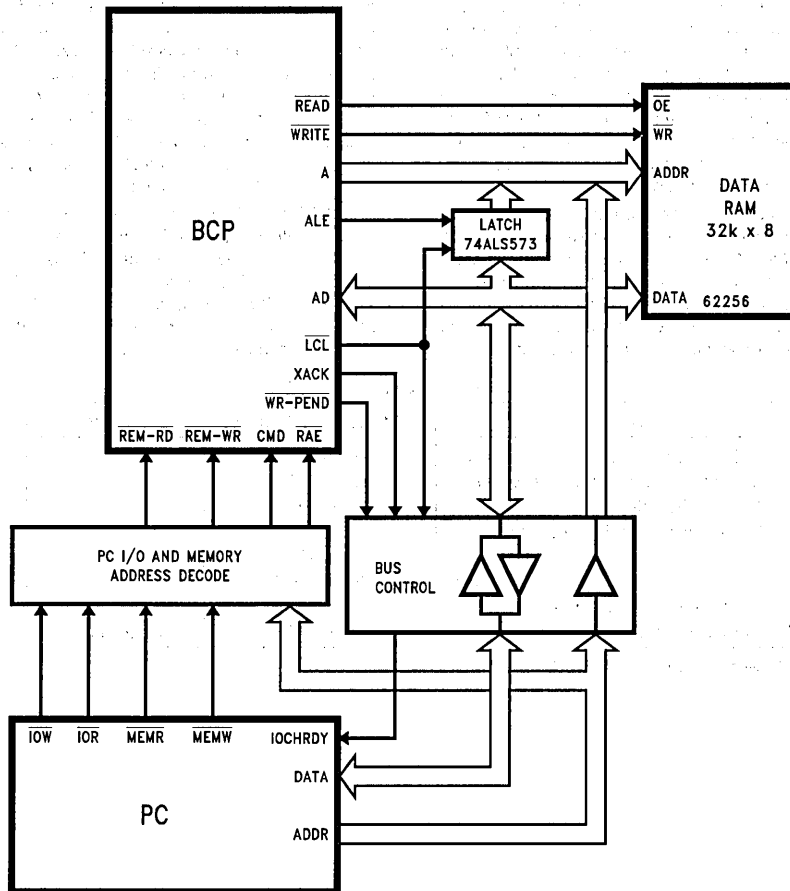 BCP
READ
WRITE
A
ALE
AD
LCL
XACK
WR-PEND
REM-RD REM-WR CMD RAE
OE
WR
ADDR
DATA
DATA
RAM
32k x 8
62256
LATCH
74ALS573
PC I/O AND MEMORY
ADDRESS DECODE
BUS
CONTROL
IOW IOR MEMR MEMW
IOCHRDY
DATA
ADDR
PC